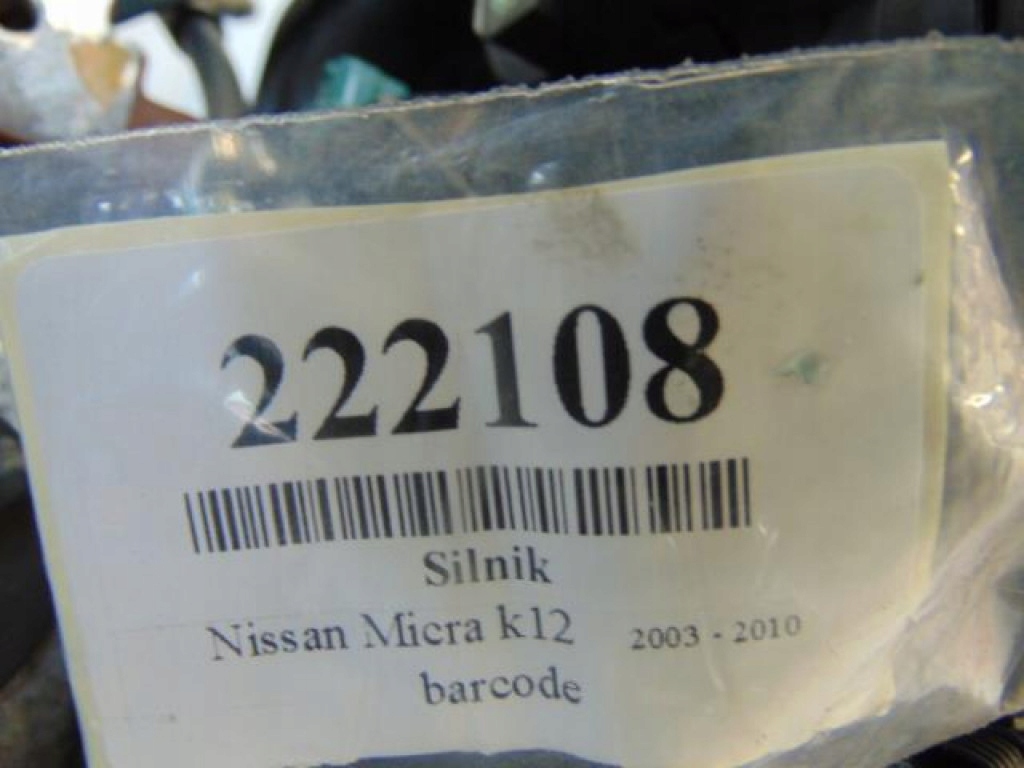 222108
Silnik
Nissan Micra k12 2003 - 2010
barcode